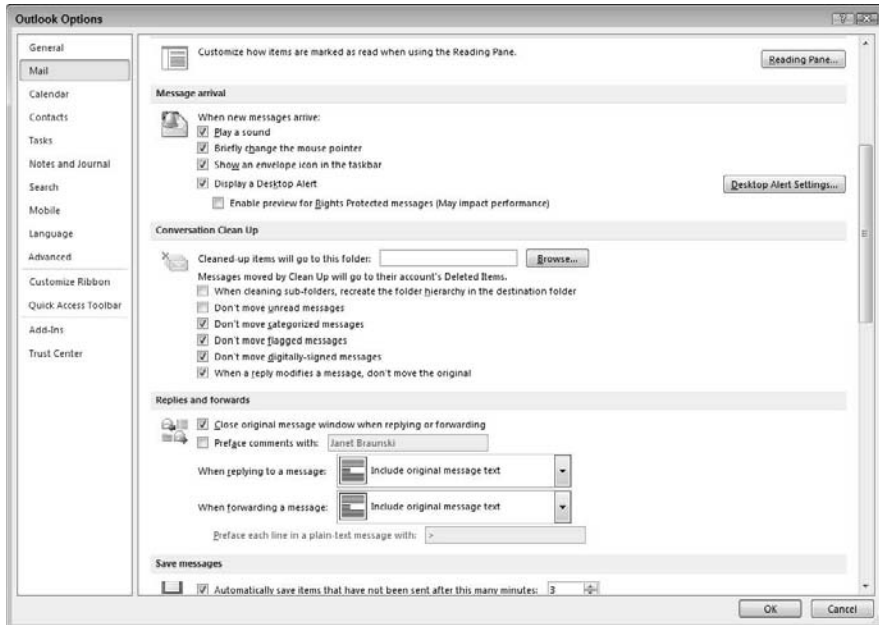 Outlook Options
General
Mail
Calendar
Contacts
Tasks
Notes and Journal
Search
Mobile
Language
Advanced
Customize Ribbon
Quick Access Toolbar
Add-Ins
Trust Center
Customize how items are marked as read when using the Reading Pane.
Reading Pane...
Message arrival
When new messages arrive:
Play a sound
Briefly change the mouse pointer
Show an envelope icon in the taskbar
Display a Desktop Alert
Desktop Alert Settings...
Enable preview for Rights Protected messages (May impact performance)
Conversation Clean Up
Cleaned-up items will go to this folder:
Browse...
Messages moved by Clean Up will go to their account's Deleted Items.
When cleaning sub-folders, recreate the folder hierarchy in the destination folder
Don't move unread messages
Don't move categorized messages
Don't move flagged messages
Don't move digitally-signed messages
When a reply modifies a message, don't move the original
Replies and forwards
Close original message window when replying or forwarding
Preface comments with: Janet Braunski
When replying to a message: Include original message text
When forwarding a message: Include original message text
Preface each line in a plain-text message with: >
Save messages
Automatically save items that have not been sent after this many minutes: 3
OK Cancel